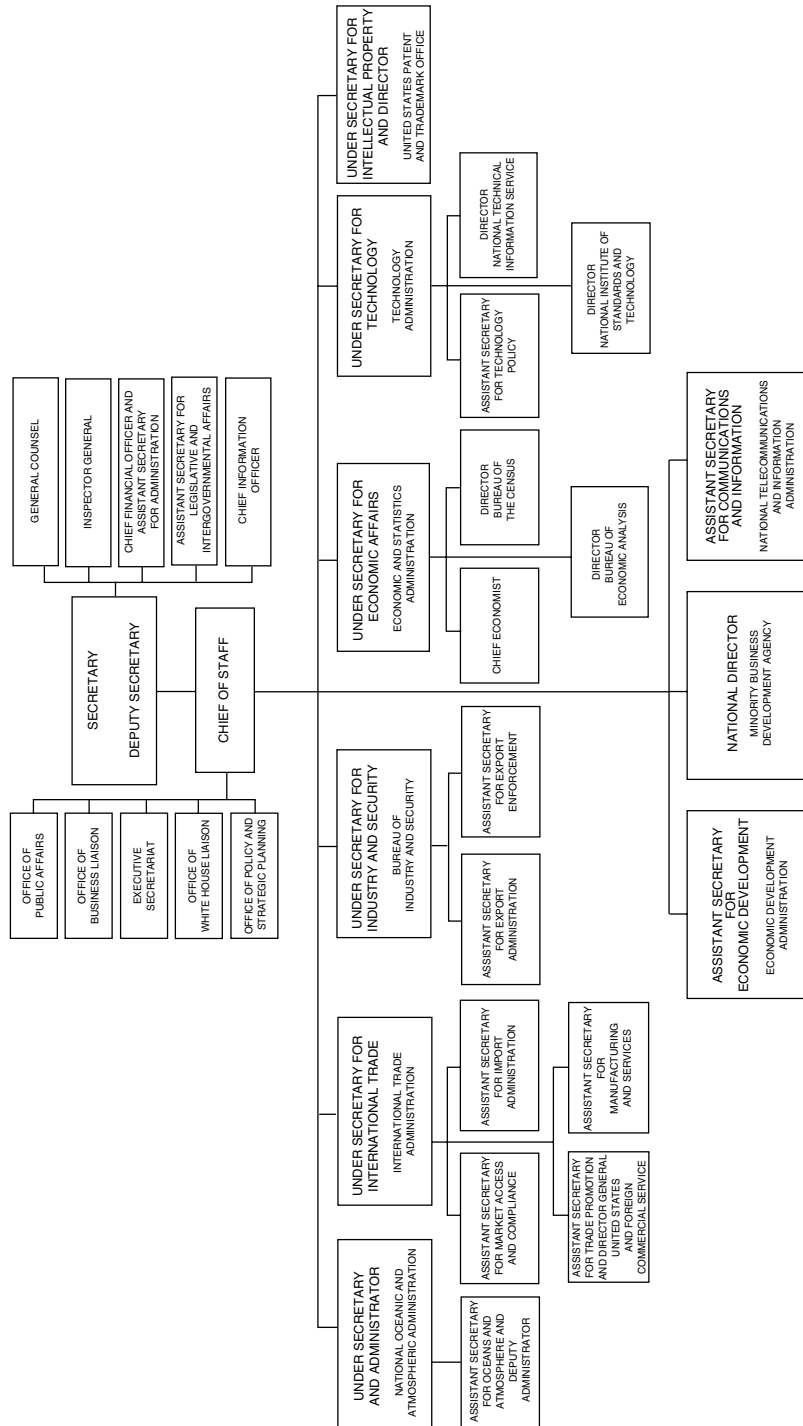 SECRETARY
DEPUTY SECRETARY
CHIEF OF STAFF
OFFICE OF
PUBLIC AFFAIRS
OFFICE OF
BUSINESS LIAISON
EXECUTIVE
SECRETARIAT
OFFICE OF
WHITE HOUSE LIAISON
OFFICE OF POLICY AND
STRATEGIC PLANNING
GENERAL COUNSEL
INSPECTOR GENERAL
CHIEF FINANCIAL OFFICER AND
ASSISTANT SECRETARY
FOR ADMINISTRATION
ASSISTANT SECRETARY FOR
LEGISLATIVE AND
INTERGOVERNMENTAL AFFAIRS
CHIEF INFORMATION
OFFICER
UNDER SECRETARY
AND ADMINISTRATOR
NATIONAL OCEANIC AND
ATMOSPHERIC ADMINISTRATION
ASSISTANT SECRETARY
FOR OCEANS AND
ATMOSPHERE AND
DEPUTY
ADMINISTRATOR
UNDER SECRETARY FOR
INTERNATIONAL TRADE
INTERNATIONAL TRADE
ADMINISTRATION
ASSISTANT SECRETARY
FOR MARKET ACCESS
AND COMPLIANCE
ASSISTANT SECRETARY
FOR IMPORT
ADMINISTRATION
ASSISTANT SECRETARY
FOR TRADE PROMOTION
AND DIRECTOR GENERAL
UNITED STATES
AND FOREIGN
COMMERCIAL SERVICE
ASSISTANT SECRETARY
FOR
MANUFACTURING
AND SERVICES
UNDER SECRETARY FOR
INDUSTRY AND SECURITY
BUREAU OF
INDUSTRY AND SECURITY
ASSISTANT SECRETARY
FOR EXPORT
ADMINISTRATION
ASSISTANT SECRETARY
FOR EXPORT
ENFORCEMENT
UNDER SECRETARY FOR
ECONOMIC AFFAIRS
ECONOMIC AND STATISTICS
ADMINISTRATION
CHIEF ECONOMIST
DIRECTOR
BUREAU OF
THE CENSUS
DIRECTOR
BUREAU OF
ECONOMIC ANALYSIS
UNDER SECRETARY FOR
TECHNOLOGY
TECHNOLOGY
ADMINISTRATION
ASSISTANT SECRETARY
FOR TECHNOLOGY
POLICY
DIRECTOR
NATIONAL TECHNICAL
INFORMATION SERVICE
DIRECTOR
NATIONAL INSTITUTE OF
STANDARDS AND
TECHNOLOGY
UNDER SECRETARY FOR
INTELLECTUAL PROPERTY
AND DIRECTOR
UNITED STATES PATENT
AND TRADEMARK OFFICE
ASSISTANT SECRETARY
FOR
ECONOMIC DEVELOPMENT
ECONOMIC DEVELOPMENT
ADMINISTRATION
NATIONAL DIRECTOR
MINORITY BUSINESS
DEVELOPMENT AGENCY
ASSISTANT SECRETARY
FOR COMMUNICATIONS
AND INFORMATION
NATIONAL TELECOMMUNICATIONS
AND INFORMATION
ADMINISTRATION